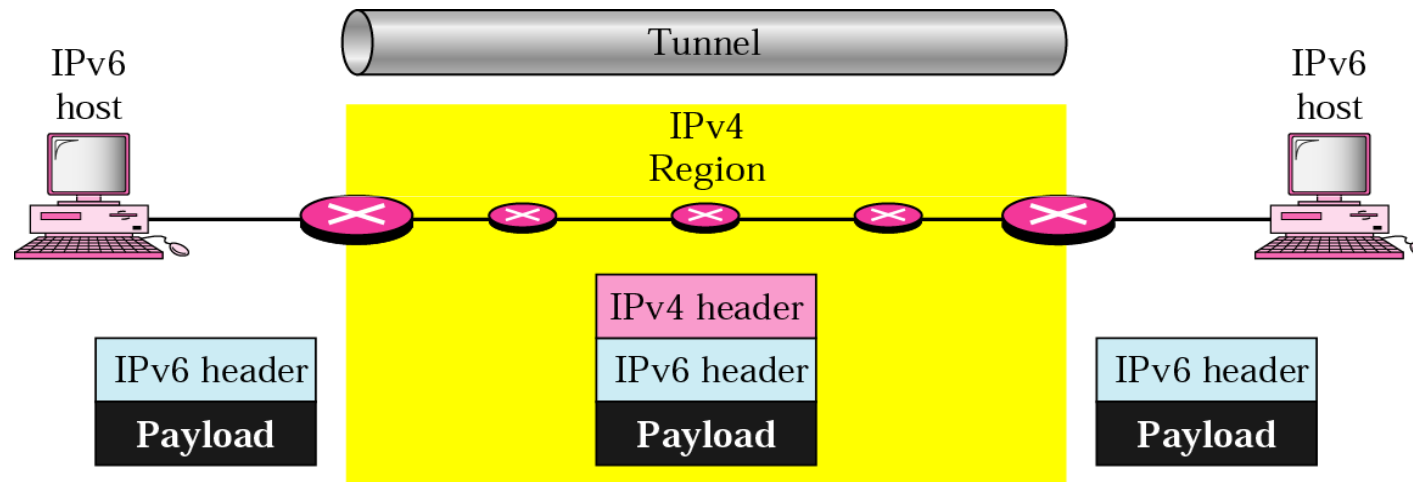 Tunnel
IPv6
host
IPv6
host
IPv4
Region
IPv4 header
IPv6 header
IPv6 header
IPv6 header
Payload
Payload
Payload